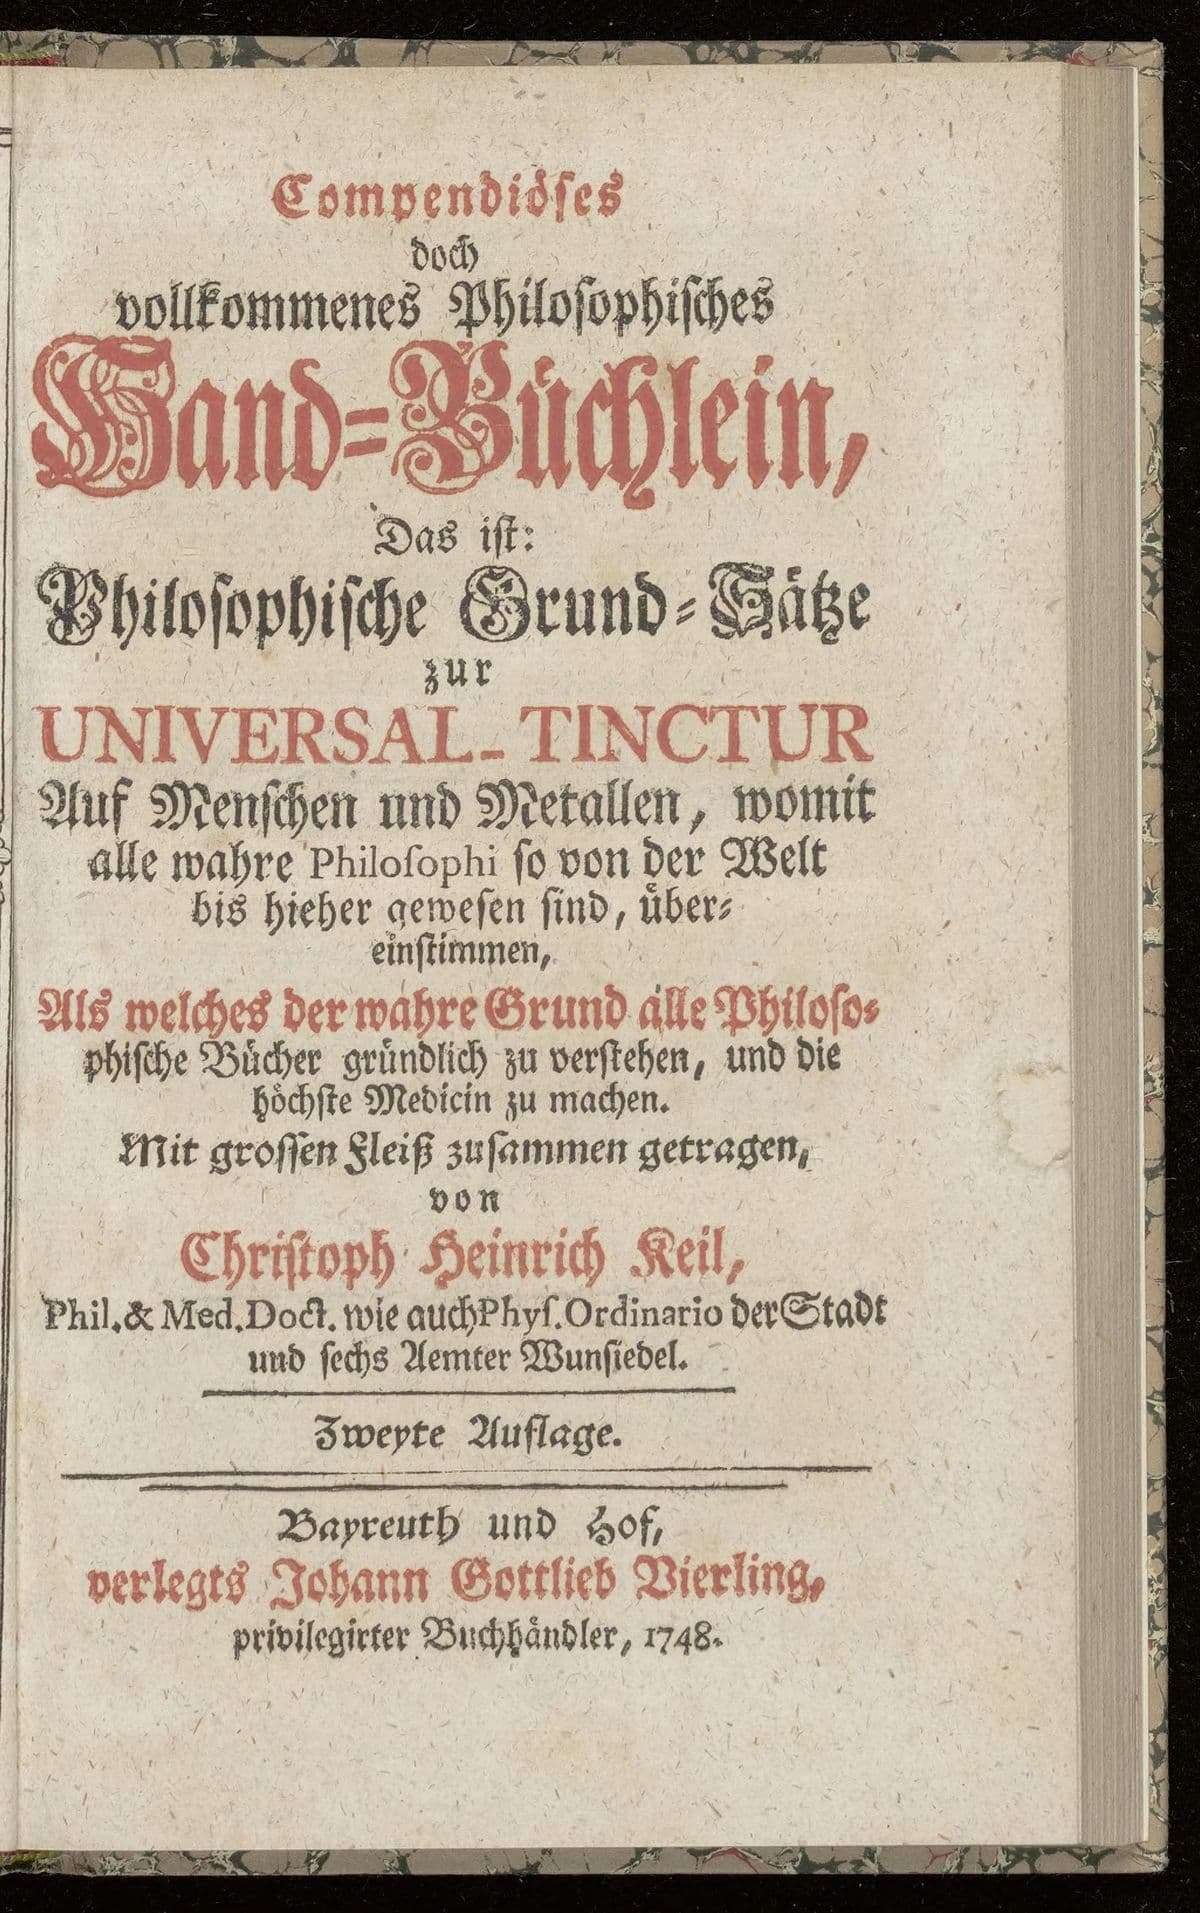 Compendiöſes
doch
vollkommenes Philoſophiſches
Hand-Büchlein,
Das iſt:
Philoſophiſche Grund-Sätze
zur
UNIVERSAL-TINCTUR
Auf Menſchen und Metallen, womit
alle wahre Philoſophi ſo von der Welt
bis hieher geweſen ſind, über-
einſtimmen,
Als welches der wahre Grund alle Philoſo-
phiſche Bücher gründlich zu verſtehen, und die
höchſte Medicin zu machen.
Mit groſſen Fleiß zuſammen getragen,
von
Chriſtoph Heinrich Keil,
Phil. & Med. Doct. wie auch Phyſ. Ordinario der Stadt
und ſechs Aemter Wunſiedel.
Zweyte Auflage.
Bayreuth und Hof,
verlegts Johann Gottlieb Vierling,
privilegirter Buchhändler, 1748.